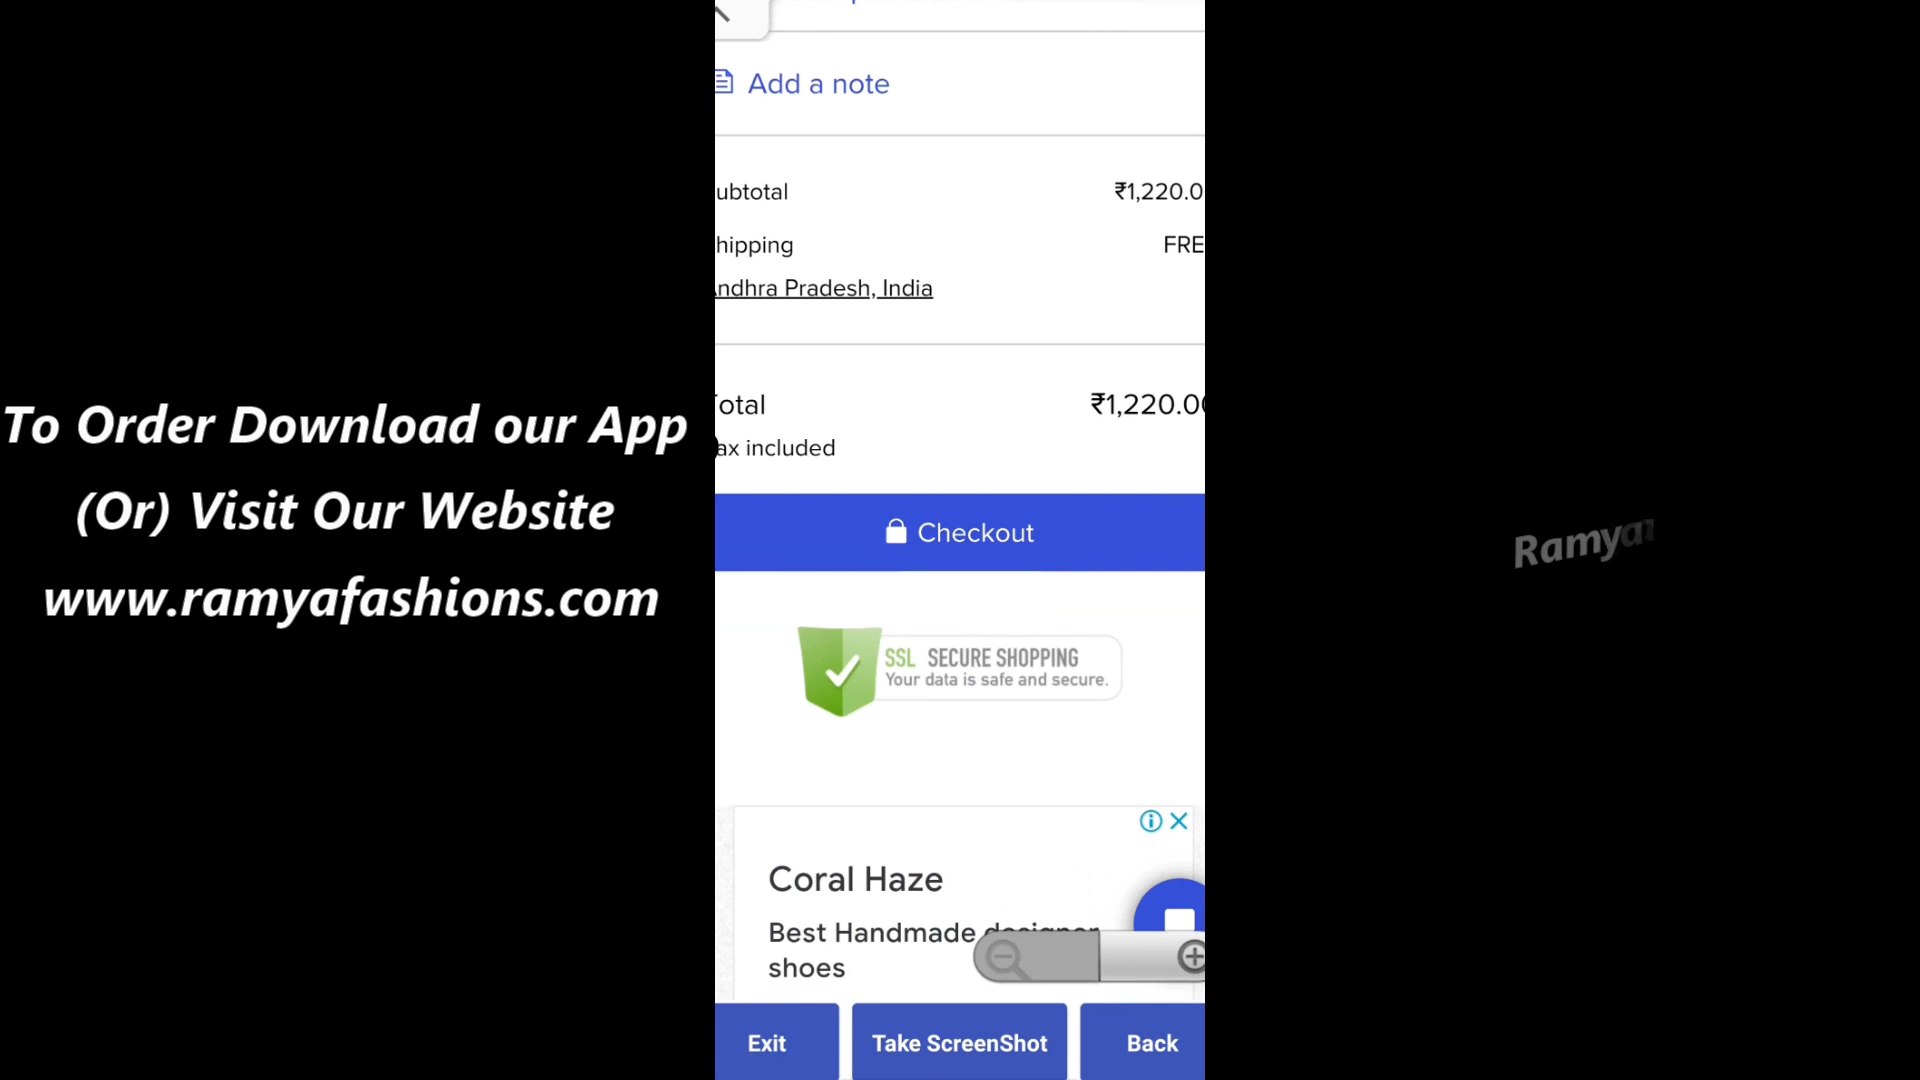 To Order Download our App
(Or) Visit Our Website
www.ramyafashions.com
Add a note
ubtotal ₹1,220.0
hipping FRE
ndhra Pradesh, India
otal ₹1,220.00
ax included
Checkout
SSL SECURE SHOPPING
Your data is safe and secure.
Coral Haze
Best Handmade designer
shoes
Exit Take ScreenShot Back
Ramya